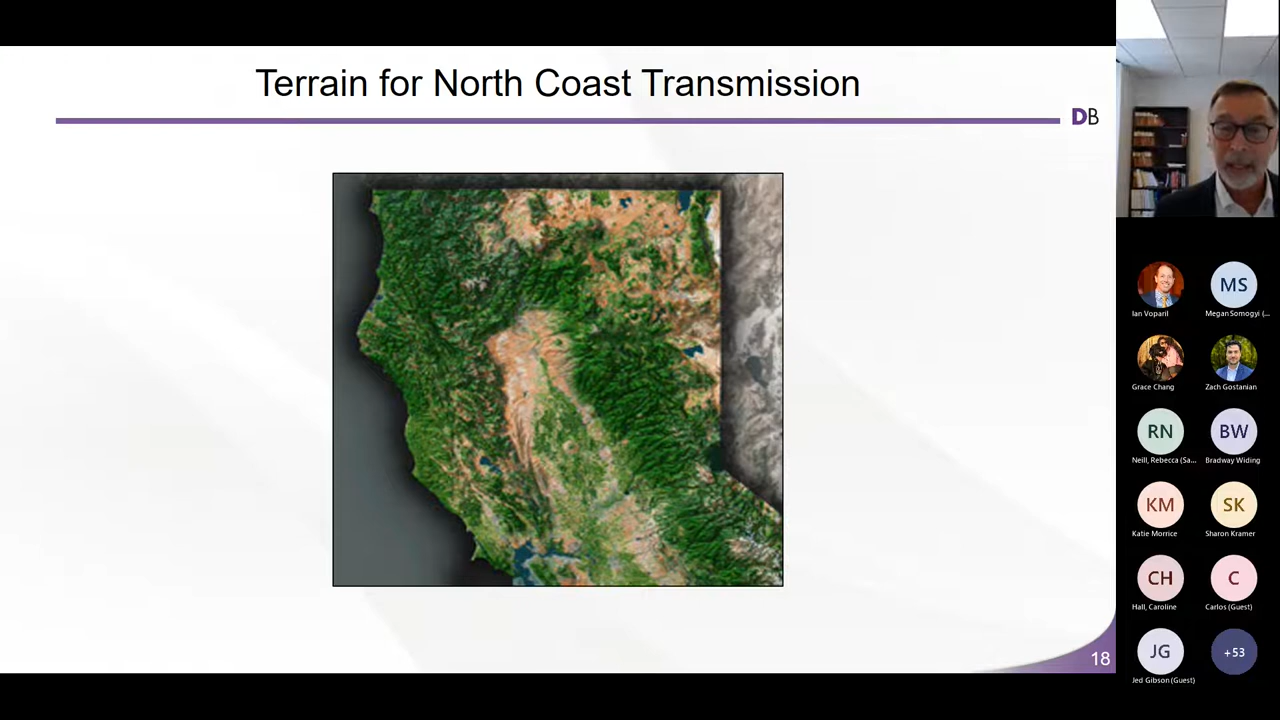 Terrain for North Coast Transmission
DB
18
Ian Voparil
MS
Megan Somogyi (...
Grace Chang
Zach Gostanian
RN
Neill, Rebecca (Sa...
BW
Bradway Widing
KM
Katie Morrice
SK
Sharon Kramer
CH
Hall, Caroline
C
Carlos (Guest)
JG
Jed Gibson (Guest)
+53